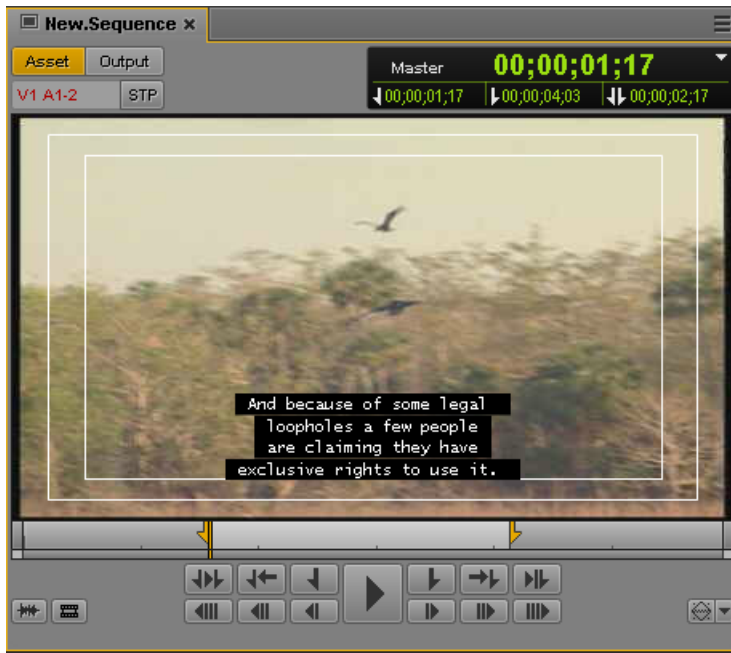 New.Sequence ×
Asset Output
Master 00;00;01;17
V1 A1-2 STP
00;00;01;17 00;00;04;03 00;00;02;17
And because of some legal
loopholes a few people
are claiming they have
exclusive rights to use it.